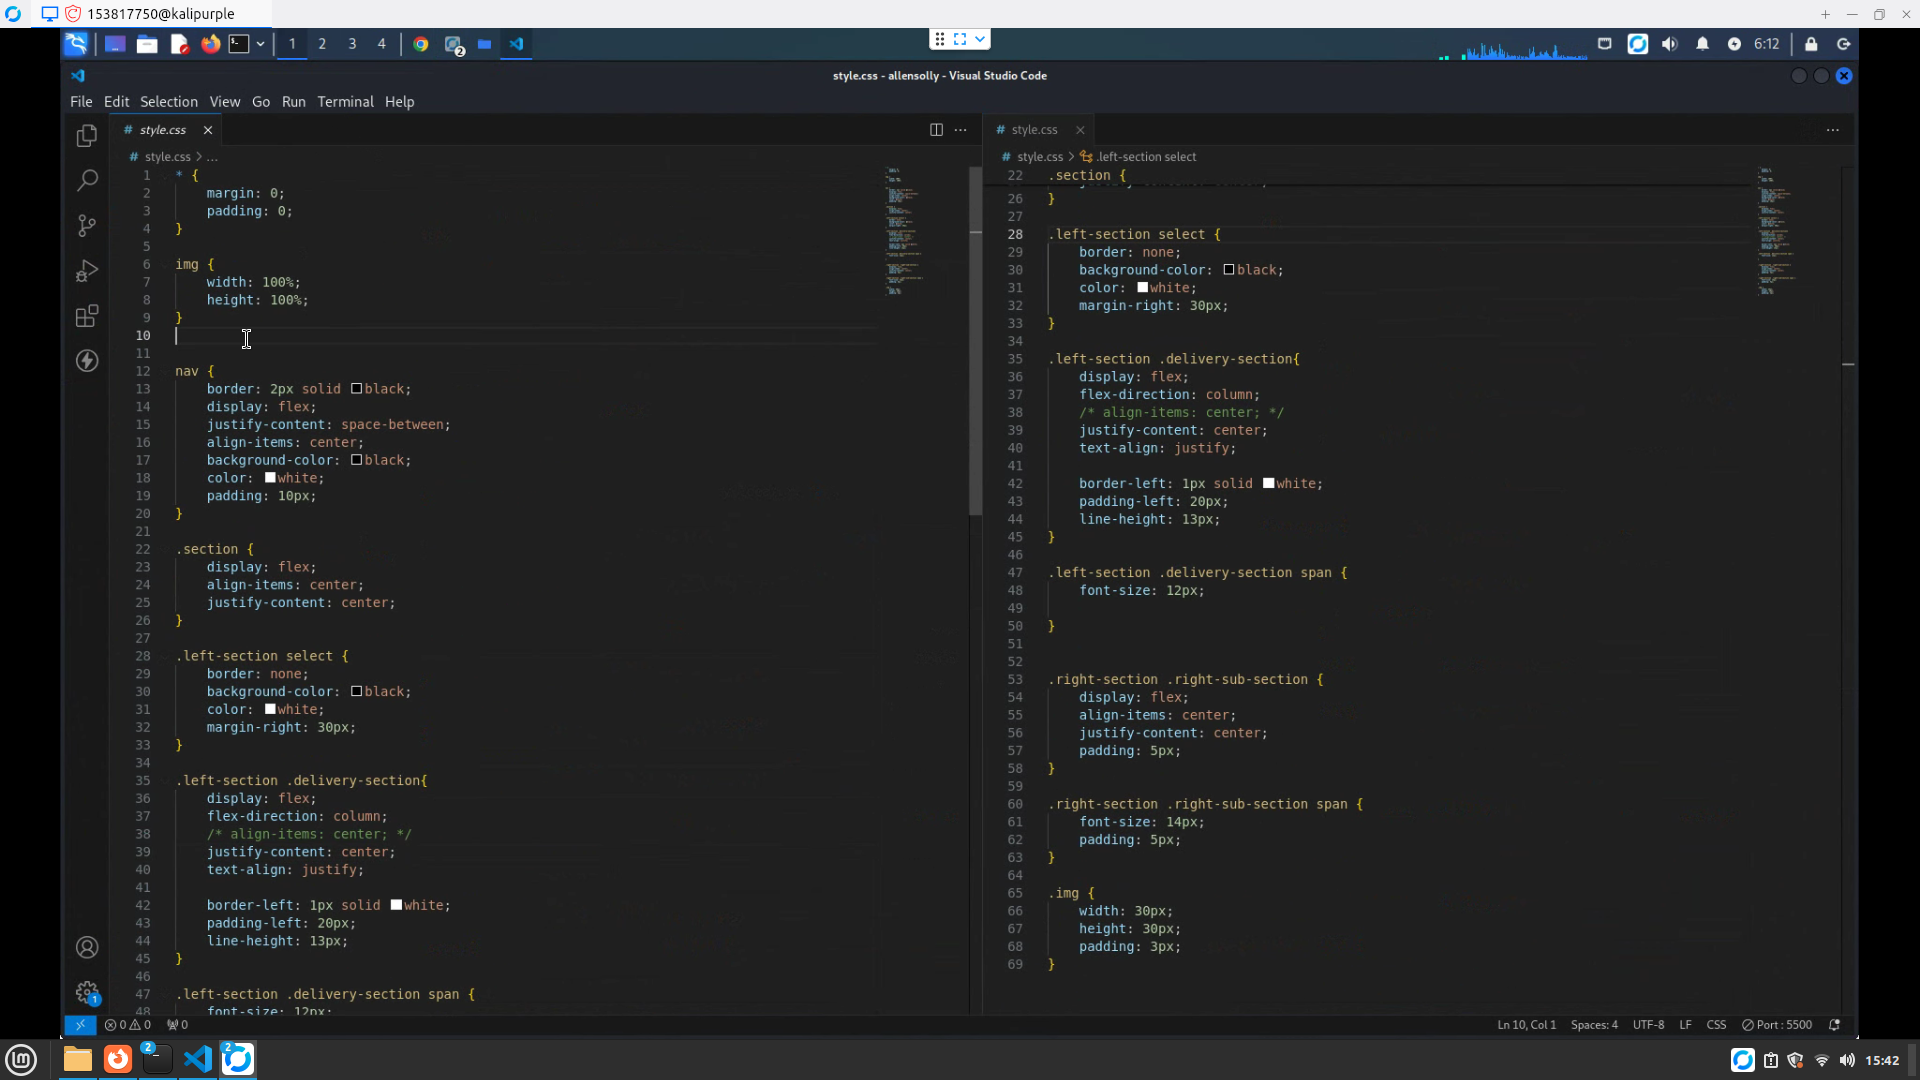 153817750@kalipurple
1 2 3 4
2
6:12
style.css - allensolly - Visual Studio Code
File Edit Selection View Go Run Terminal Help
# style.css
# style.css > ...
1 * {
2 margin: 0;
3 padding: 0;
4 }
5
6 img {
7 width: 100%;
8 height: 100%;
9 }
10
11
12 nav {
13 border: 2px solid black;
14 display: flex;
15 justify-content: space-between;
16 align-items: center;
17 background-color: black;
18 color: white;
19 padding: 10px;
20 }
21
22 .section {
23 display: flex;
24 align-items: center;
25 justify-content: center;
26 }
27
28 .left-section select {
29 border: none;
30 background-color: black;
31 color: white;
32 margin-right: 30px;
33 }
34
35 .left-section .delivery-section{
36 display: flex;
37 flex-direction: column;
38 /* align-items: center; */
39 justify-content: center;
40 text-align: justify;
41
42 border-left: 1px solid white;
43 padding-left: 20px;
44 line-height: 13px;
45 }
46
47 .left-section .delivery-section span {
48 font-size: 12px;
# style.css
# style.css > .left-section select
22 .section {
26 }
27
28 .left-section select {
29 border: none;
30 background-color: black;
31 color: white;
32 margin-right: 30px;
33 }
34
35 .left-section .delivery-section{
36 display: flex;
37 flex-direction: column;
38 /* align-items: center; */
39 justify-content: center;
40 text-align: justify;
41
42 border-left: 1px solid white;
43 padding-left: 20px;
44 line-height: 13px;
45 }
46
47 .left-section .delivery-section span {
48 font-size: 12px;
49
50 }
51
52
53 .right-section .right-sub-section {
54 display: flex;
55 align-items: center;
56 justify-content: center;
57 padding: 5px;
58 }
59
60 .right-section .right-sub-section span {
61 font-size: 14px;
62 padding: 5px;
63 }
64
65 .img {
66 width: 30px;
67 height: 30px;
68 padding: 3px;
69 }
1
0 0 0
Ln 10, Col 1 Spaces: 4 UTF-8 LF CSS Port : 5500
2 2
15:42